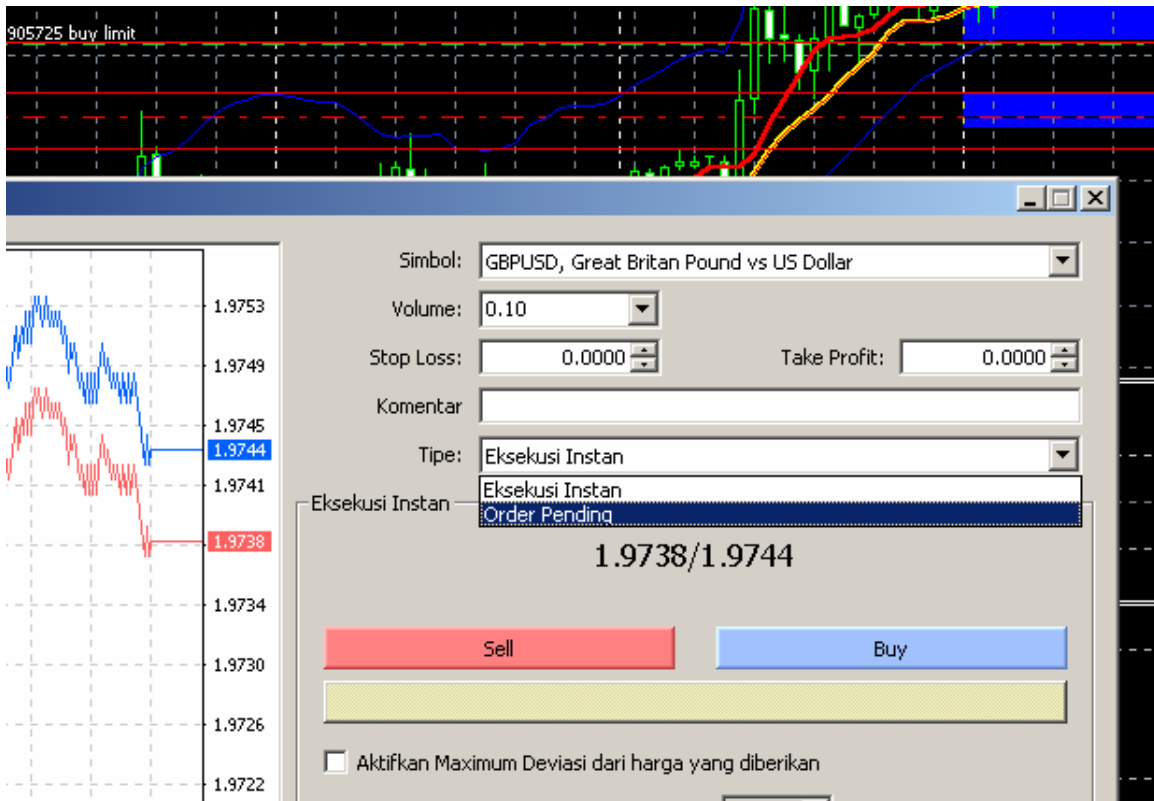 905725 buy limit
Simbol: GBPUSD, Great Britan Pound vs US Dollar
Volume: 0.10
Stop Loss: 0.0000 Take Profit: 0.0000
Komentar
Tipe: Eksekusi Instan
Eksekusi Instan
Order Pending
Eksekusi Instan
1.9738/1.9744
Sell Buy
Aktifkan Maximum Deviasi dari harga yang diberikan
1.9753
1.9749
1.9745
1.9744
1.9741
1.9738
1.9734
1.9730
1.9726
1.9722